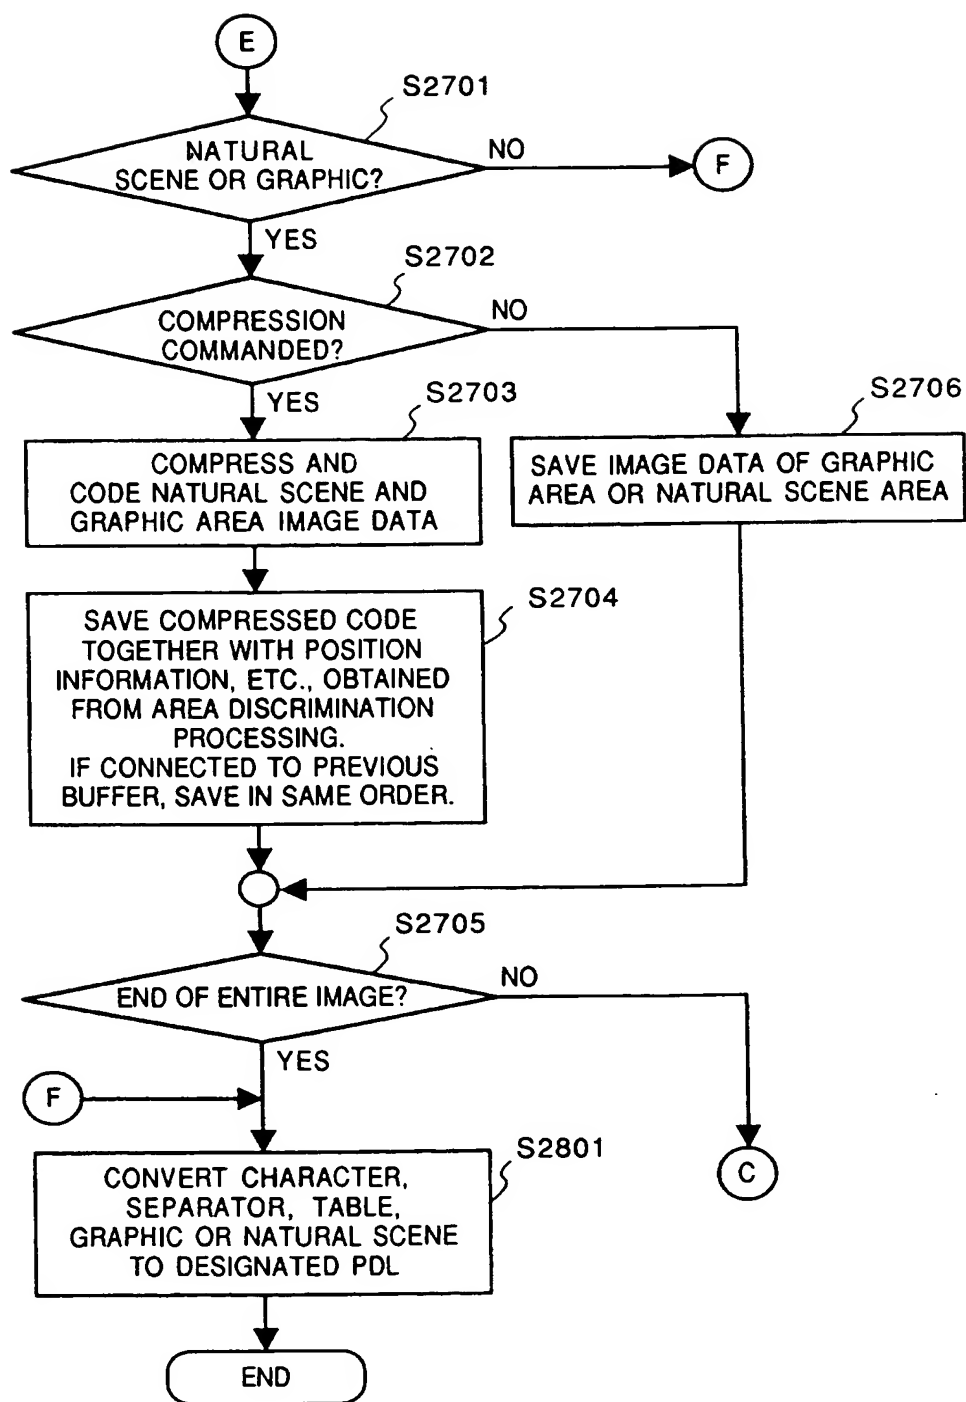 E
S2701
NATURAL
SCENE OR GRAPHIC?
NO
F
YES
S2702
COMPRESSION
COMMANDED?
NO
YES
S2703
COMPRESS AND
CODE NATURAL SCENE AND
GRAPHIC AREA IMAGE DATA
S2706
SAVE IMAGE DATA OF GRAPHIC
AREA OR NATURAL SCENE AREA
S2704
SAVE COMPRESSED CODE
TOGETHER WITH POSITION
INFORMATION, ETC., OBTAINED
FROM AREA DISCRIMINATION
PROCESSING.
IF CONNECTED TO PREVIOUS
BUFFER, SAVE IN SAME ORDER.
S2705
END OF ENTIRE IMAGE?
NO
YES
F
C
S2801
CONVERT CHARACTER,
SEPARATOR, TABLE,
GRAPHIC OR NATURAL SCENE
TO DESIGNATED PDL
END